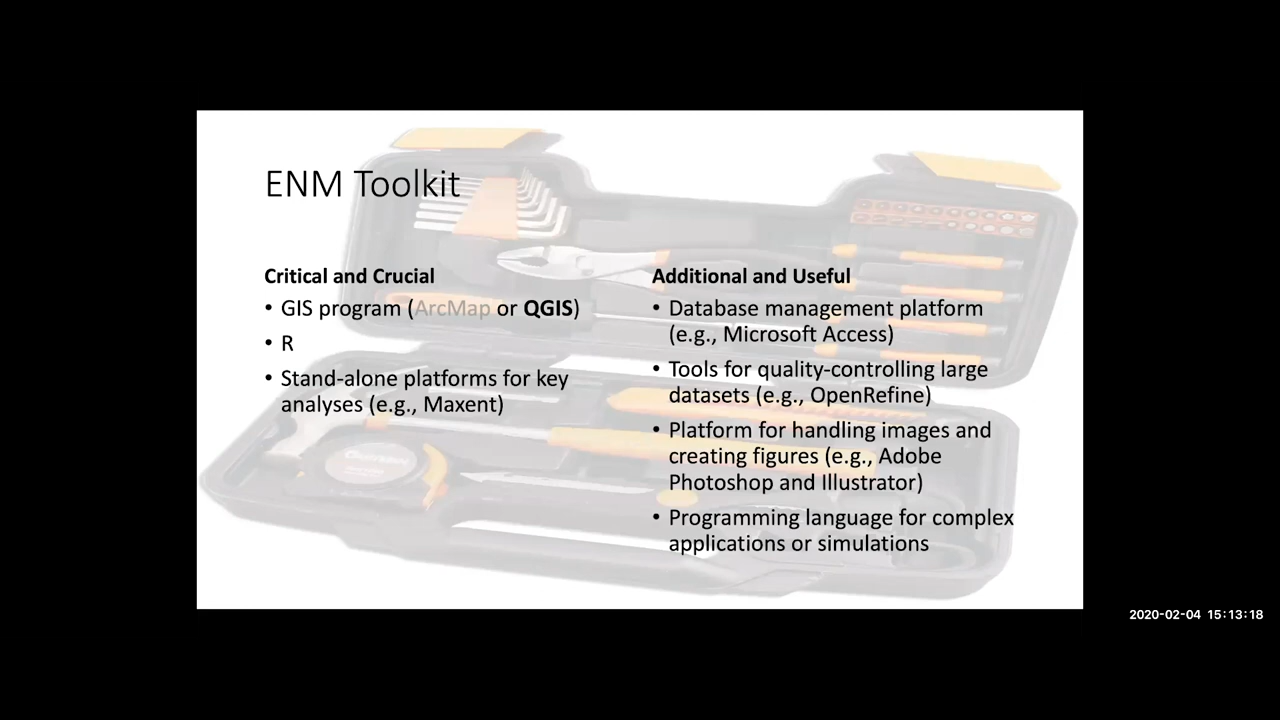 ENM Toolkit
Critical and Crucial
• GIS program (ArcMap or QGIS)
• R
• Stand-alone platforms for key
analyses (e.g., Maxent)
Additional and Useful
• Database management platform
(e.g., Microsoft Access)
• Tools for quality-controlling large
datasets (e.g., OpenRefine)
• Platform for handling images and
creating figures (e.g., Adobe
Photoshop and Illustrator)
• Programming language for complex
applications or simulations
2020-02-04 15:13:18